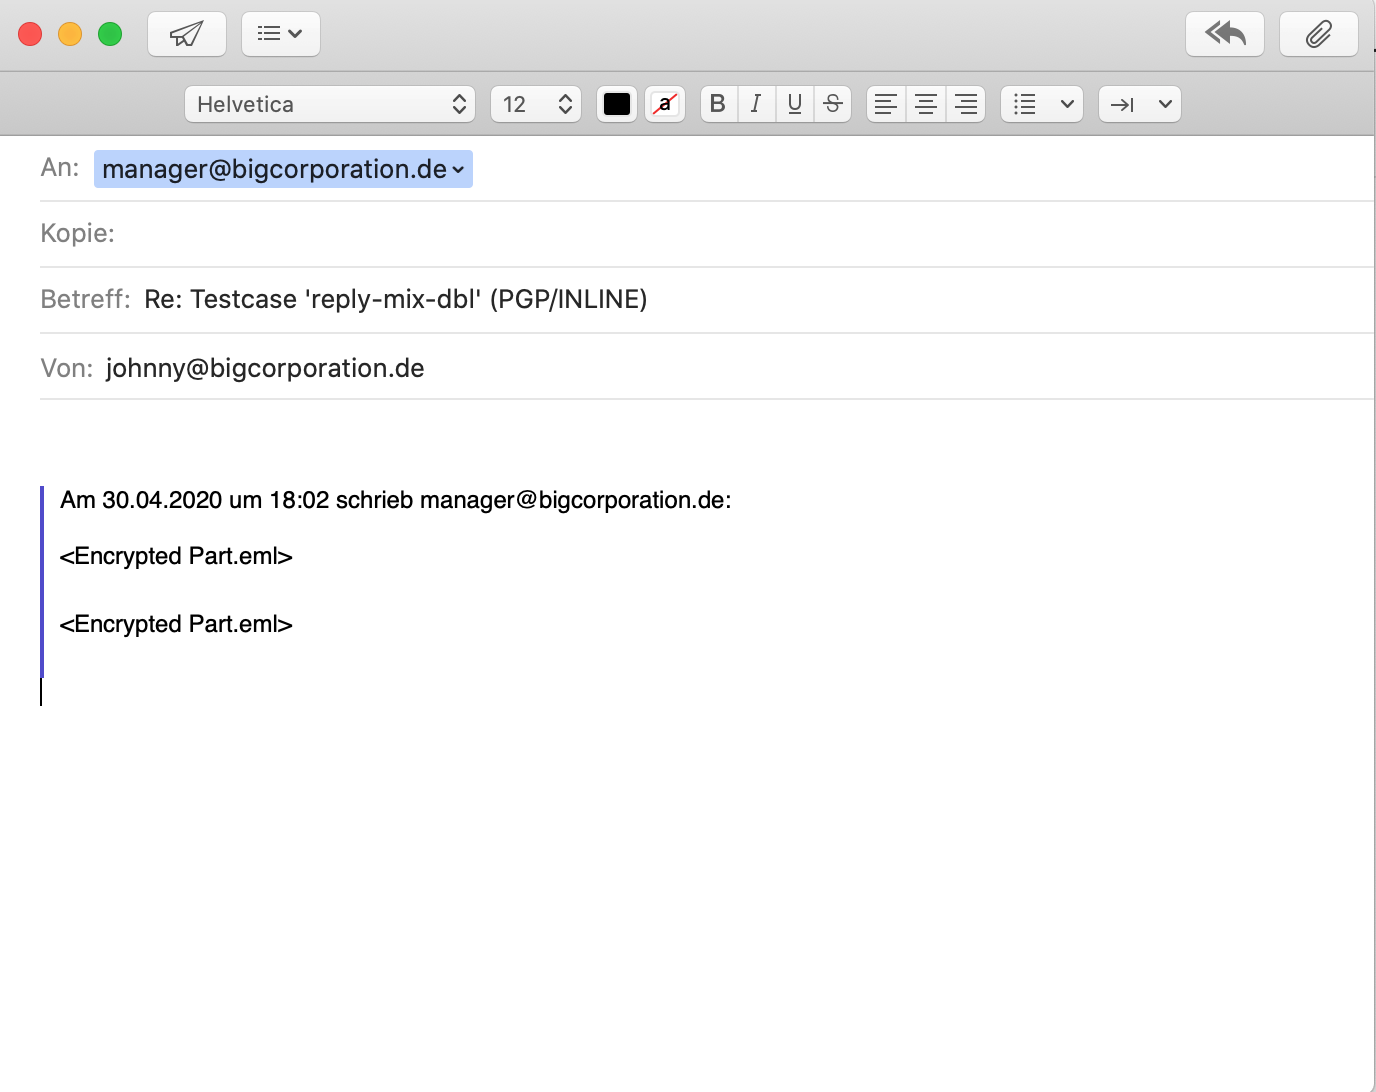 Helvetica 12 a B I U S
An: manager@bigcorporation.de
Kopie:
Betreff: Re: Testcase 'reply-mix-dbl' (PGP/INLINE)
Von: johnny@bigcorporation.de
Am 30.04.2020 um 18:02 schrieb manager@bigcorporation.de:
<Encrypted Part.eml>
<Encrypted Part.eml>